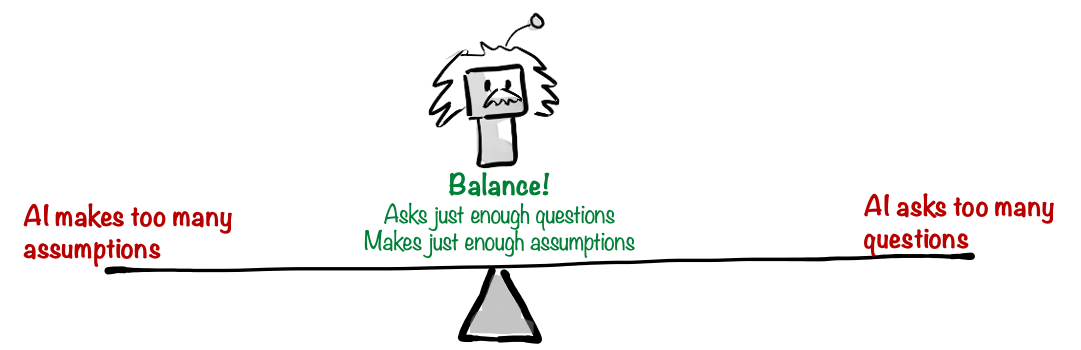 Balance!
Asks just enough questions
Makes just enough assumptions
AI makes too many
assumptions
AI asks too many
questions